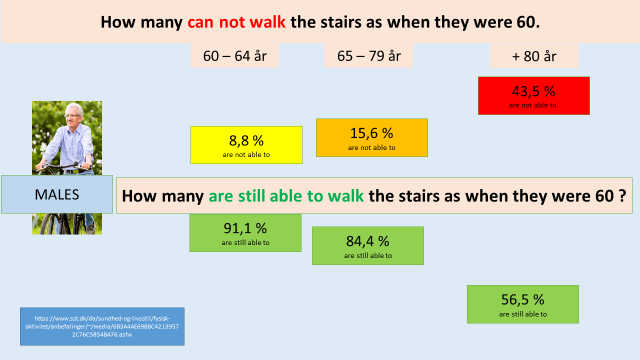 How many can not walk the stairs as when they were 60.
60 – 64 år
65 – 79 år
+ 80 år
43,5 %
are not able to
8,8 %
are not able to
15,6 %
are not able to
MALES
How many are still able to walk the stairs as when they were 60 ?
91,1 %
are still able to
84,4 %
are still able to
56,5 %
are still able to
https://www.sst.dk/da/sundhed-og-livsstil/fysisk-
aktivitet/anbefalinger/~/media/6B3A4AE698BC4213957
2C76C5854BA76.ashx